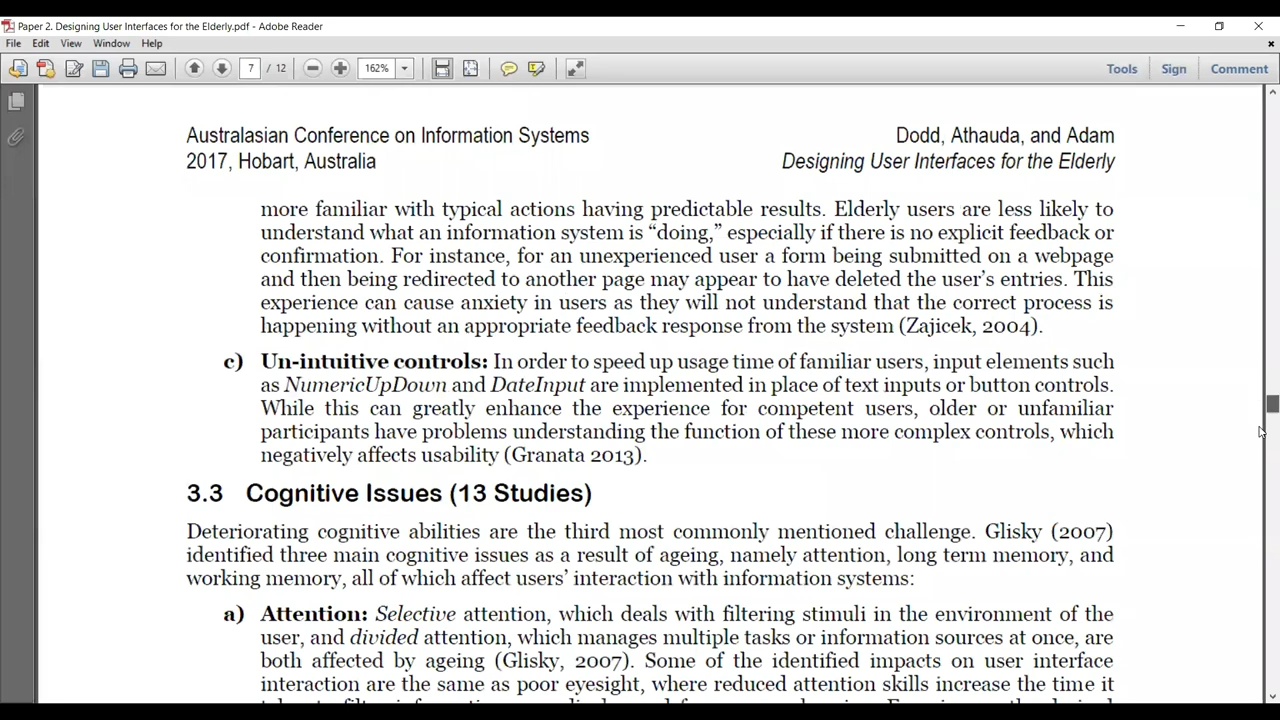 Paper 2. Designing User Interfaces for the Elderly.pdf - Adobe Reader
File Edit View Window Help
7 / 12 162% Tools Sign Comment
Australasian Conference on Information Systems Dodd, Athauda, and Adam
2017, Hobart, Australia Designing User Interfaces for the Elderly
more familiar with typical actions having predictable results. Elderly users are less likely to
understand what an information system is “doing,” especially if there is no explicit feedback or
confirmation. For instance, for an unexperienced user a form being submitted on a webpage
and then being redirected to another page may appear to have deleted the user’s entries. This
experience can cause anxiety in users as they will not understand that the correct process is
happening without an appropriate feedback response from the system (Zajicek, 2004).
c) Un-intuitive controls: In order to speed up usage time of familiar users, input elements such
as NumericUpDown and DateInput are implemented in place of text inputs or button controls.
While this can greatly enhance the experience for competent users, older or unfamiliar
participants have problems understanding the function of these more complex controls, which
negatively affects usability (Granata 2013).
3.3 Cognitive Issues (13 Studies)
Deteriorating cognitive abilities are the third most commonly mentioned challenge. Glisky (2007)
identified three main cognitive issues as a result of ageing, namely attention, long term memory, and
working memory, all of which affect users’ interaction with information systems:
a) Attention: Selective attention, which deals with filtering stimuli in the environment of the
user, and divided attention, which manages multiple tasks or information sources at once, are
both affected by ageing (Glisky, 2007). Some of the identified impacts on user interface
interaction are the same as poor eyesight, where reduced attention skills increase the time it